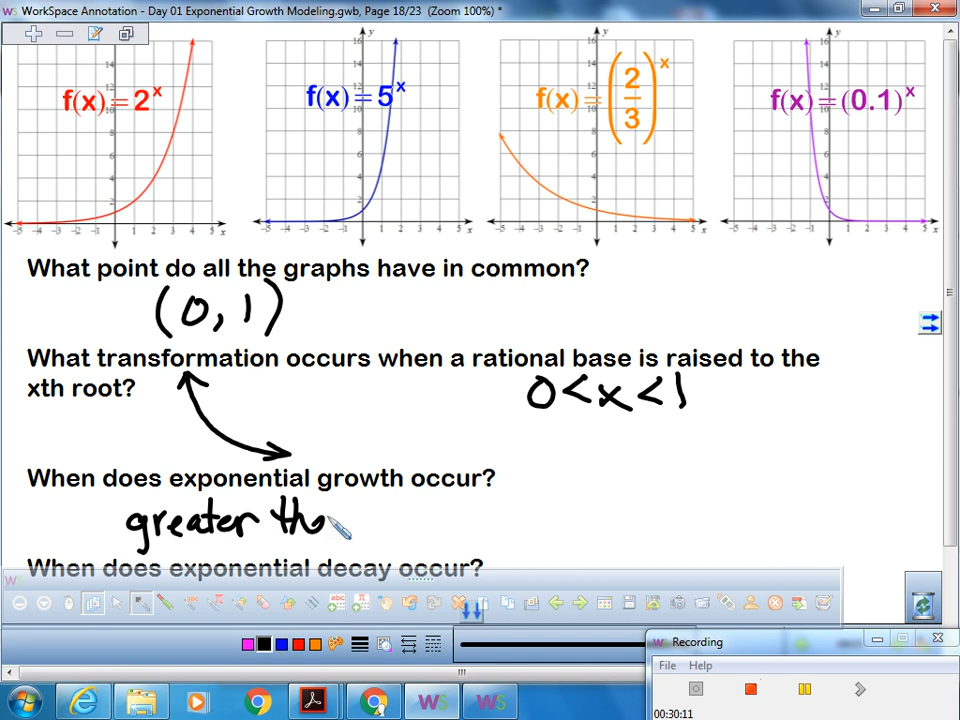 WorkSpace Annotation - Day 01 Exponential Growth Modeling.gwb, Page 18/23 (Zoom 100%) *
f(x) = 2^x
f(x) = 5^x
f(x) = (2/3)^x
f(x) = (0.1)^x
What point do all the graphs have in common?
(0, 1)
What transformation occurs when a rational base is raised to the
xth root?
0 < x < 1
When does exponential growth occur?
greater th
When does exponential decay occur?
Recording
File Help
00:30:11